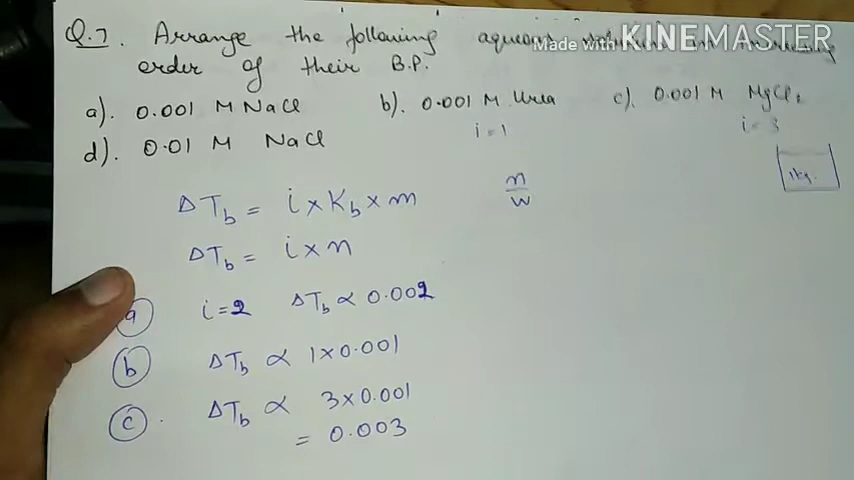 Q.7. Arrange the following aqueous
Made with KINEMASTER
order of their B.P.
a). 0.001 M NaCl b). 0.001 M Urea c). 0.001 M MgCl₂
i = 1 i = 3
d). 0.01 M NaCl
1kg.
ΔTb = i × Kb × m n/w
ΔTb = i × n
a i = 2 ΔTb ∝ 0.002
b ΔTb ∝ 1 × 0.001
c ΔTb ∝ 3 × 0.001
= 0.003